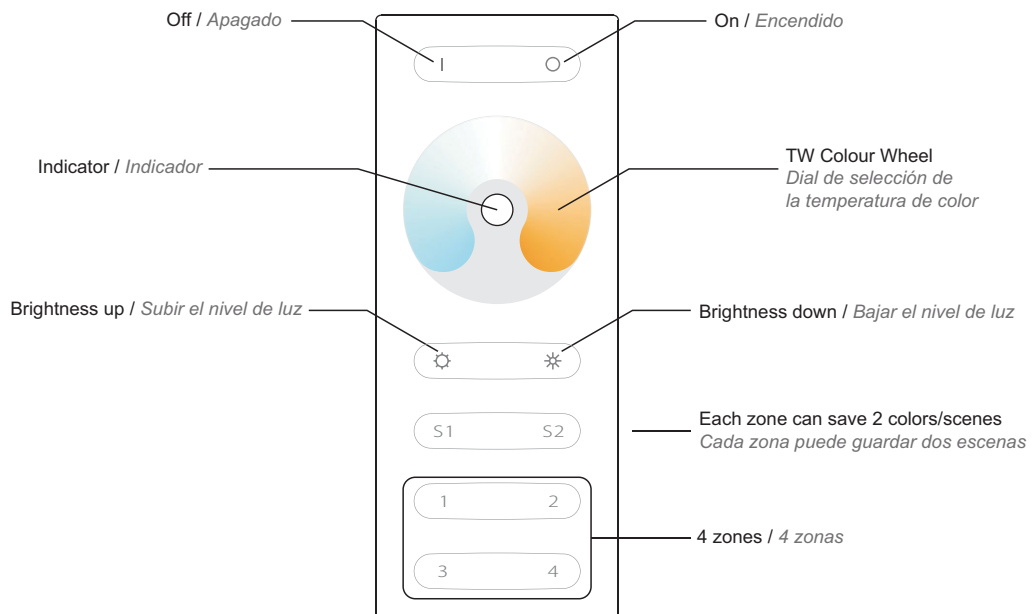 Off / Apagado
On / Encendido
I O
Indicator / Indicador
TW Colour Wheel
Dial de selección de
la temperatura de color
Brightness up / Subir el nivel de luz
Brightness down / Bajar el nivel de luz
S1 S2
Each zone can save 2 colors/scenes
Cada zona puede guardar dos escenas
1 2
4 zones / 4 zonas
3 4